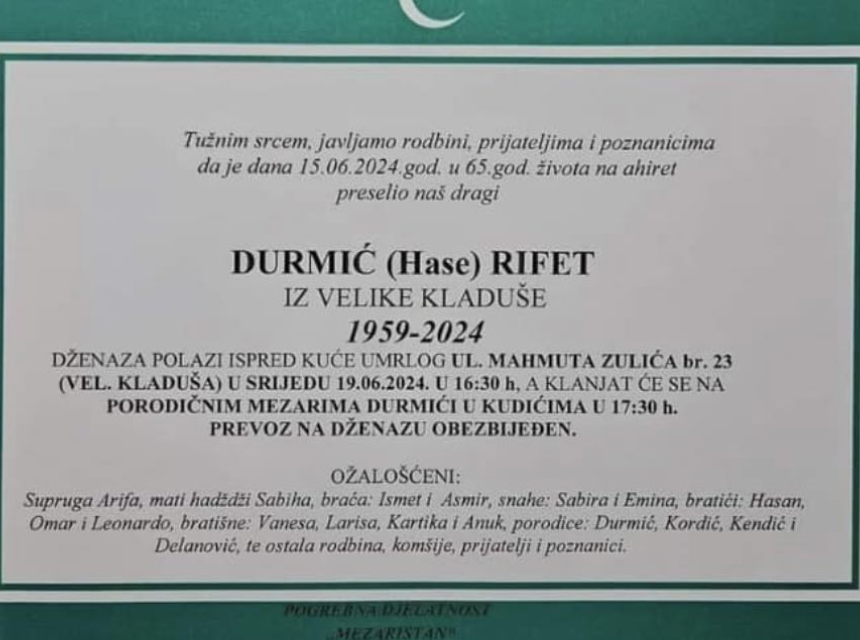 Tužnim srcem, javljamo rodbini, prijateljima i poznanicima
da je dana 15.06.2024.god. u 65.god. života na ahiret
preselio naš dragi
DURMIĆ (Hase) RIFET
IZ VELIKE KLADUŠE
1959-2024
DŽENAZA POLAZI ISPRED KUĆE UMRLOG UL. MAHMUTA ZULIĆA br. 23
(VEL. KLADUŠA) U SRIJEDU 19.06.2024. U 16:30 h, A KLANJAT ĆE SE NA
PORODIČNIM MEZARIMA DURMIĆI U KUDIĆIMA U 17:30 h.
PREVOZ NA DŽENAZU OBEZBIJEĐEN.
OŽALOŠĆENI:
Supruga Arifa, mati hadždži Sabiha, braća: Ismet i Asmir, snahe: Sabira i Emina, bratići: Hasan,
Omar i Leonardo, bratišne: Vanesa, Larisa, Kartika i Anuk, porodice: Durmić, Kordić, Kendić i
Delanović, te ostala rodbina, komšije, prijatelji i poznanici.
POGREBNA DJELATNOST
„MEZARISTAN"